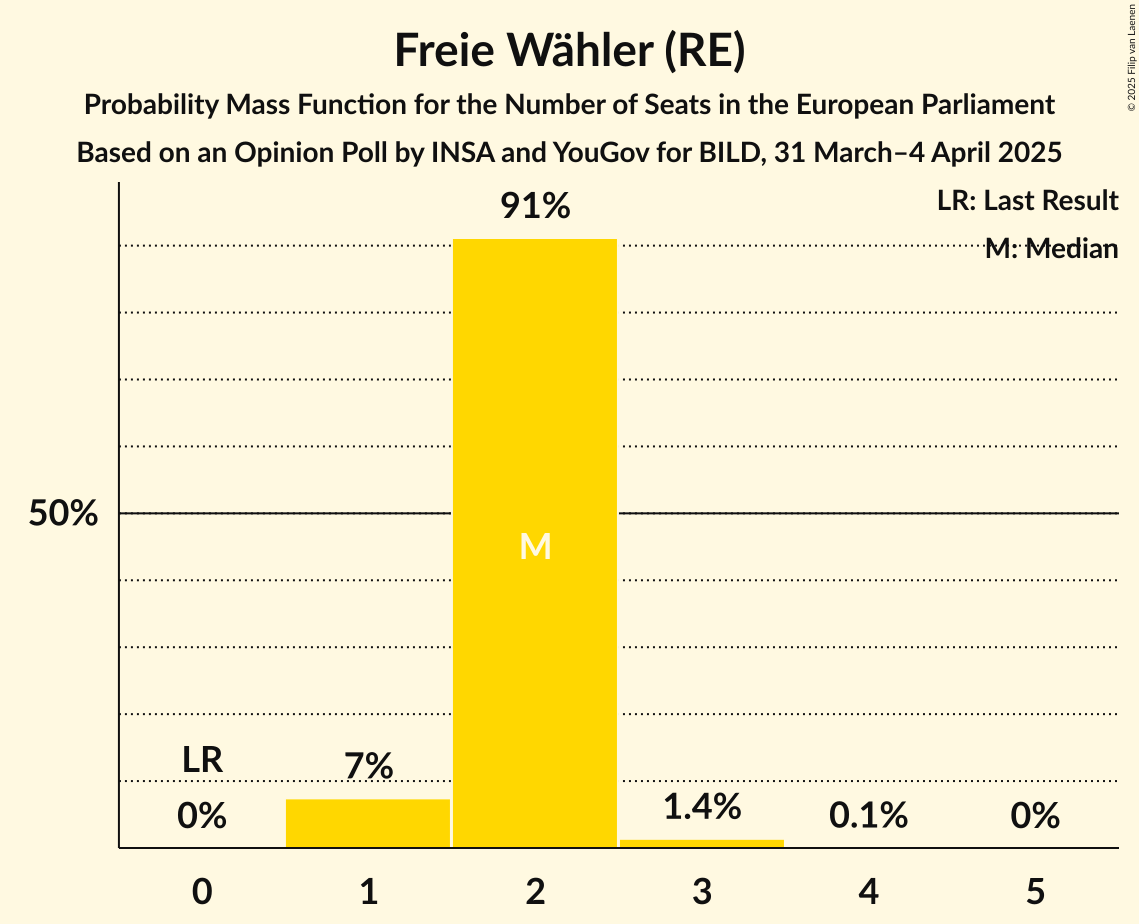 Freie Wähler (RE)
Probability Mass Function for the Number of Seats in the European Parliament
Based on an Opinion Poll by INSA and YouGov for BILD, 31 March–4 April 2025
© 2025 Filip van Laenen
LR: Last Result
M: Median
91%
50%
M
LR
0%
7%
1.4%
0.1%
0%
0
1
2
3
4
5